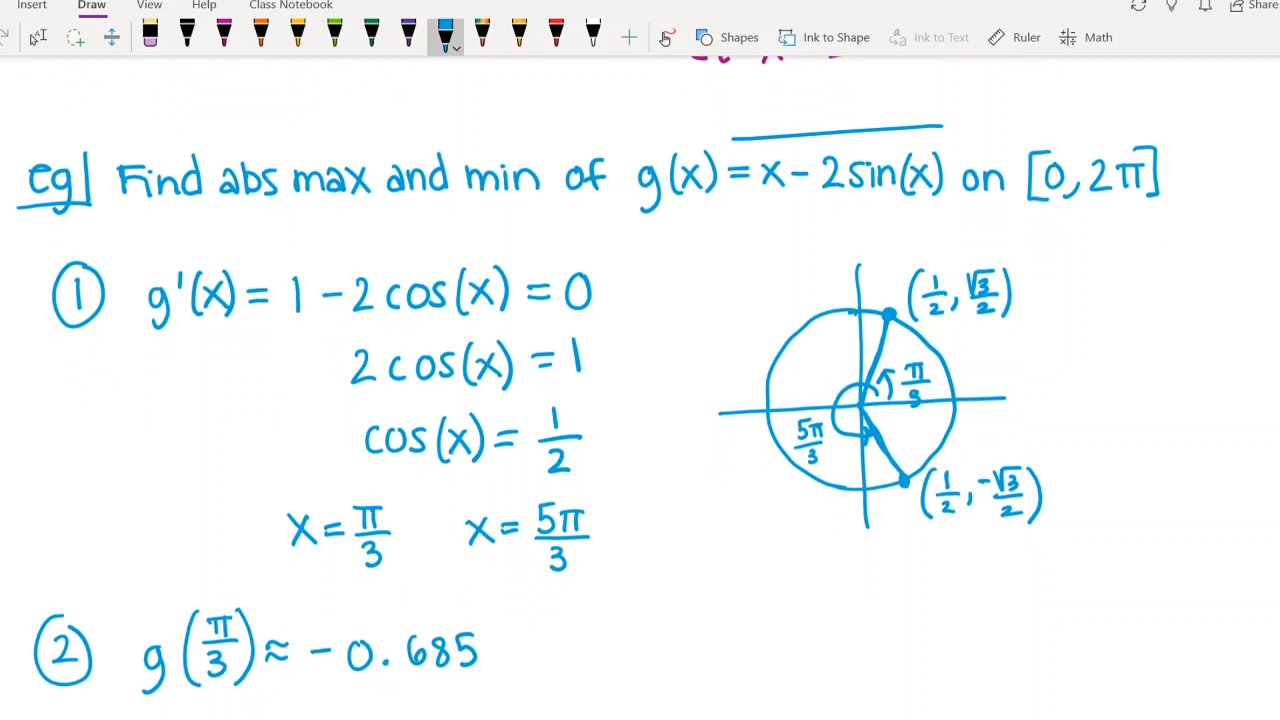 Insert Draw View Help Class Notebook Share
Shapes Ink to Shape Ink to Text Ruler Math
eg| Find abs max and min of g(x) = x - 2sin(x) on [0, 2π]
① g'(x) = 1 - 2cos(x) = 0
2cos(x) = 1
cos(x) = 1/2
x = π/3 x = 5π/3
(1/2, √3/2)
π/3
5π/3
(1/2, -√3/2)
② g(π/3) ≈ -0.685